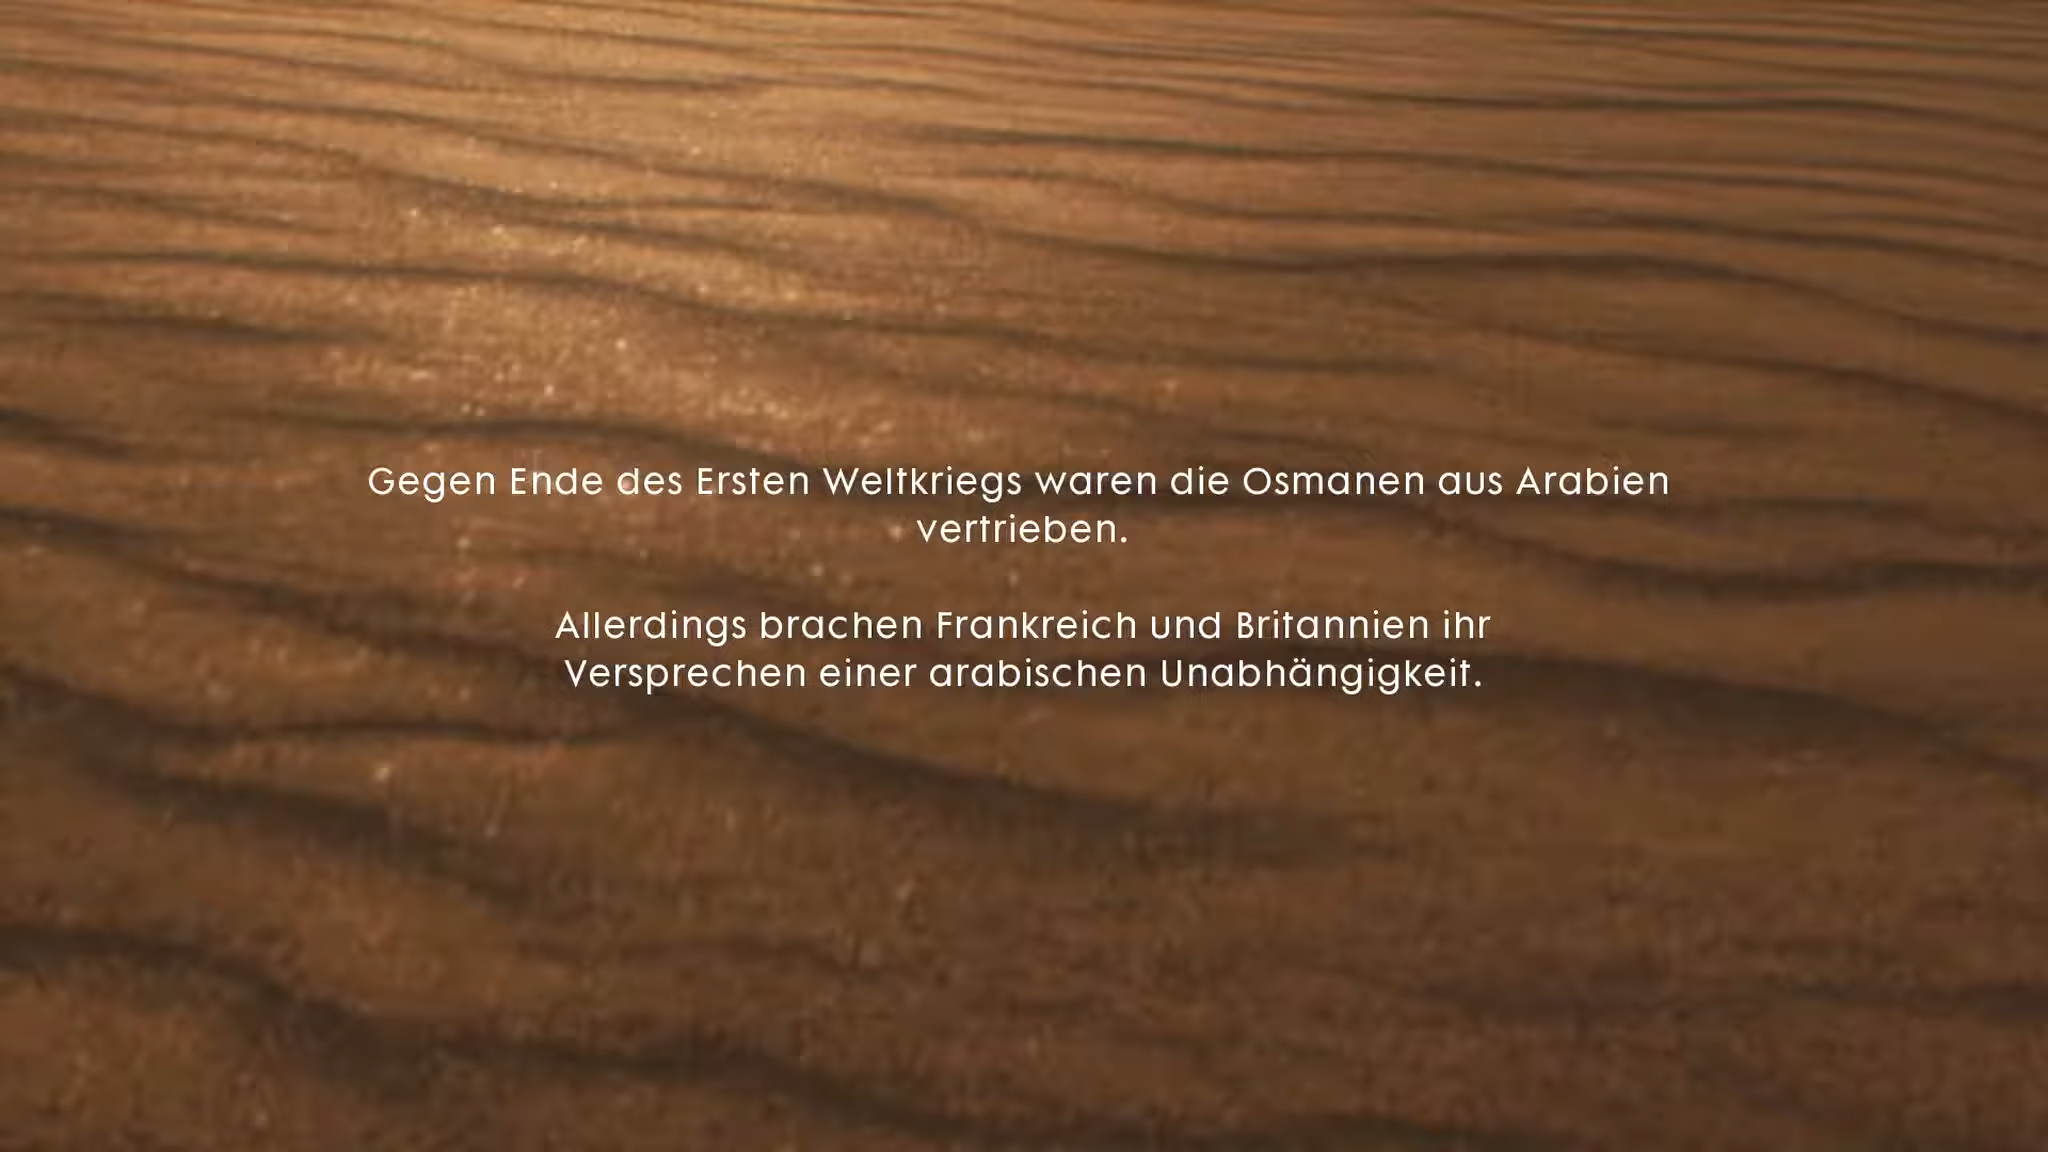 Gegen Ende des Ersten Weltkriegs waren die Osmanen aus Arabien
vertrieben.
Allerdings brachen Frankreich und Britannien ihr
Versprechen einer arabischen Unabhängigkeit.